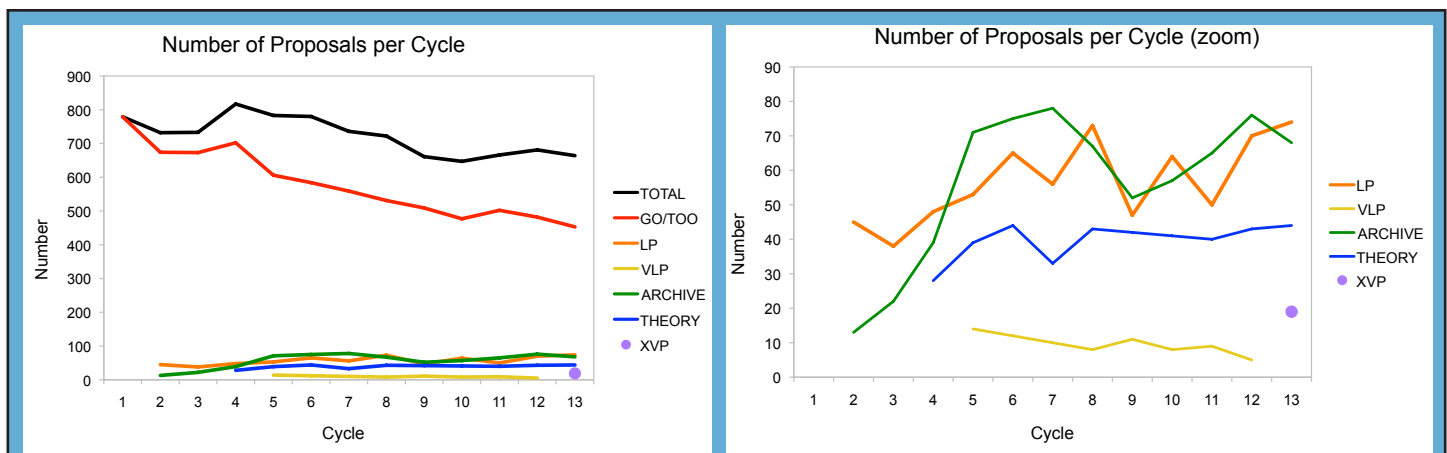 Number of Proposals per Cycle
900
800
700
600
500
400
300
200
100
0
Number
1 2 3 4 5 6 7 8 9 10 11 12 13
Cycle
TOTAL
GO/TOO
LP
VLP
ARCHIVE
THEORY
XVP
Number of Proposals per Cycle (zoom)
90
80
70
60
50
40
30
20
10
0
Number
1 2 3 4 5 6 7 8 9 10 11 12 13
Cycle
LP
VLP
ARCHIVE
THEORY
XVP